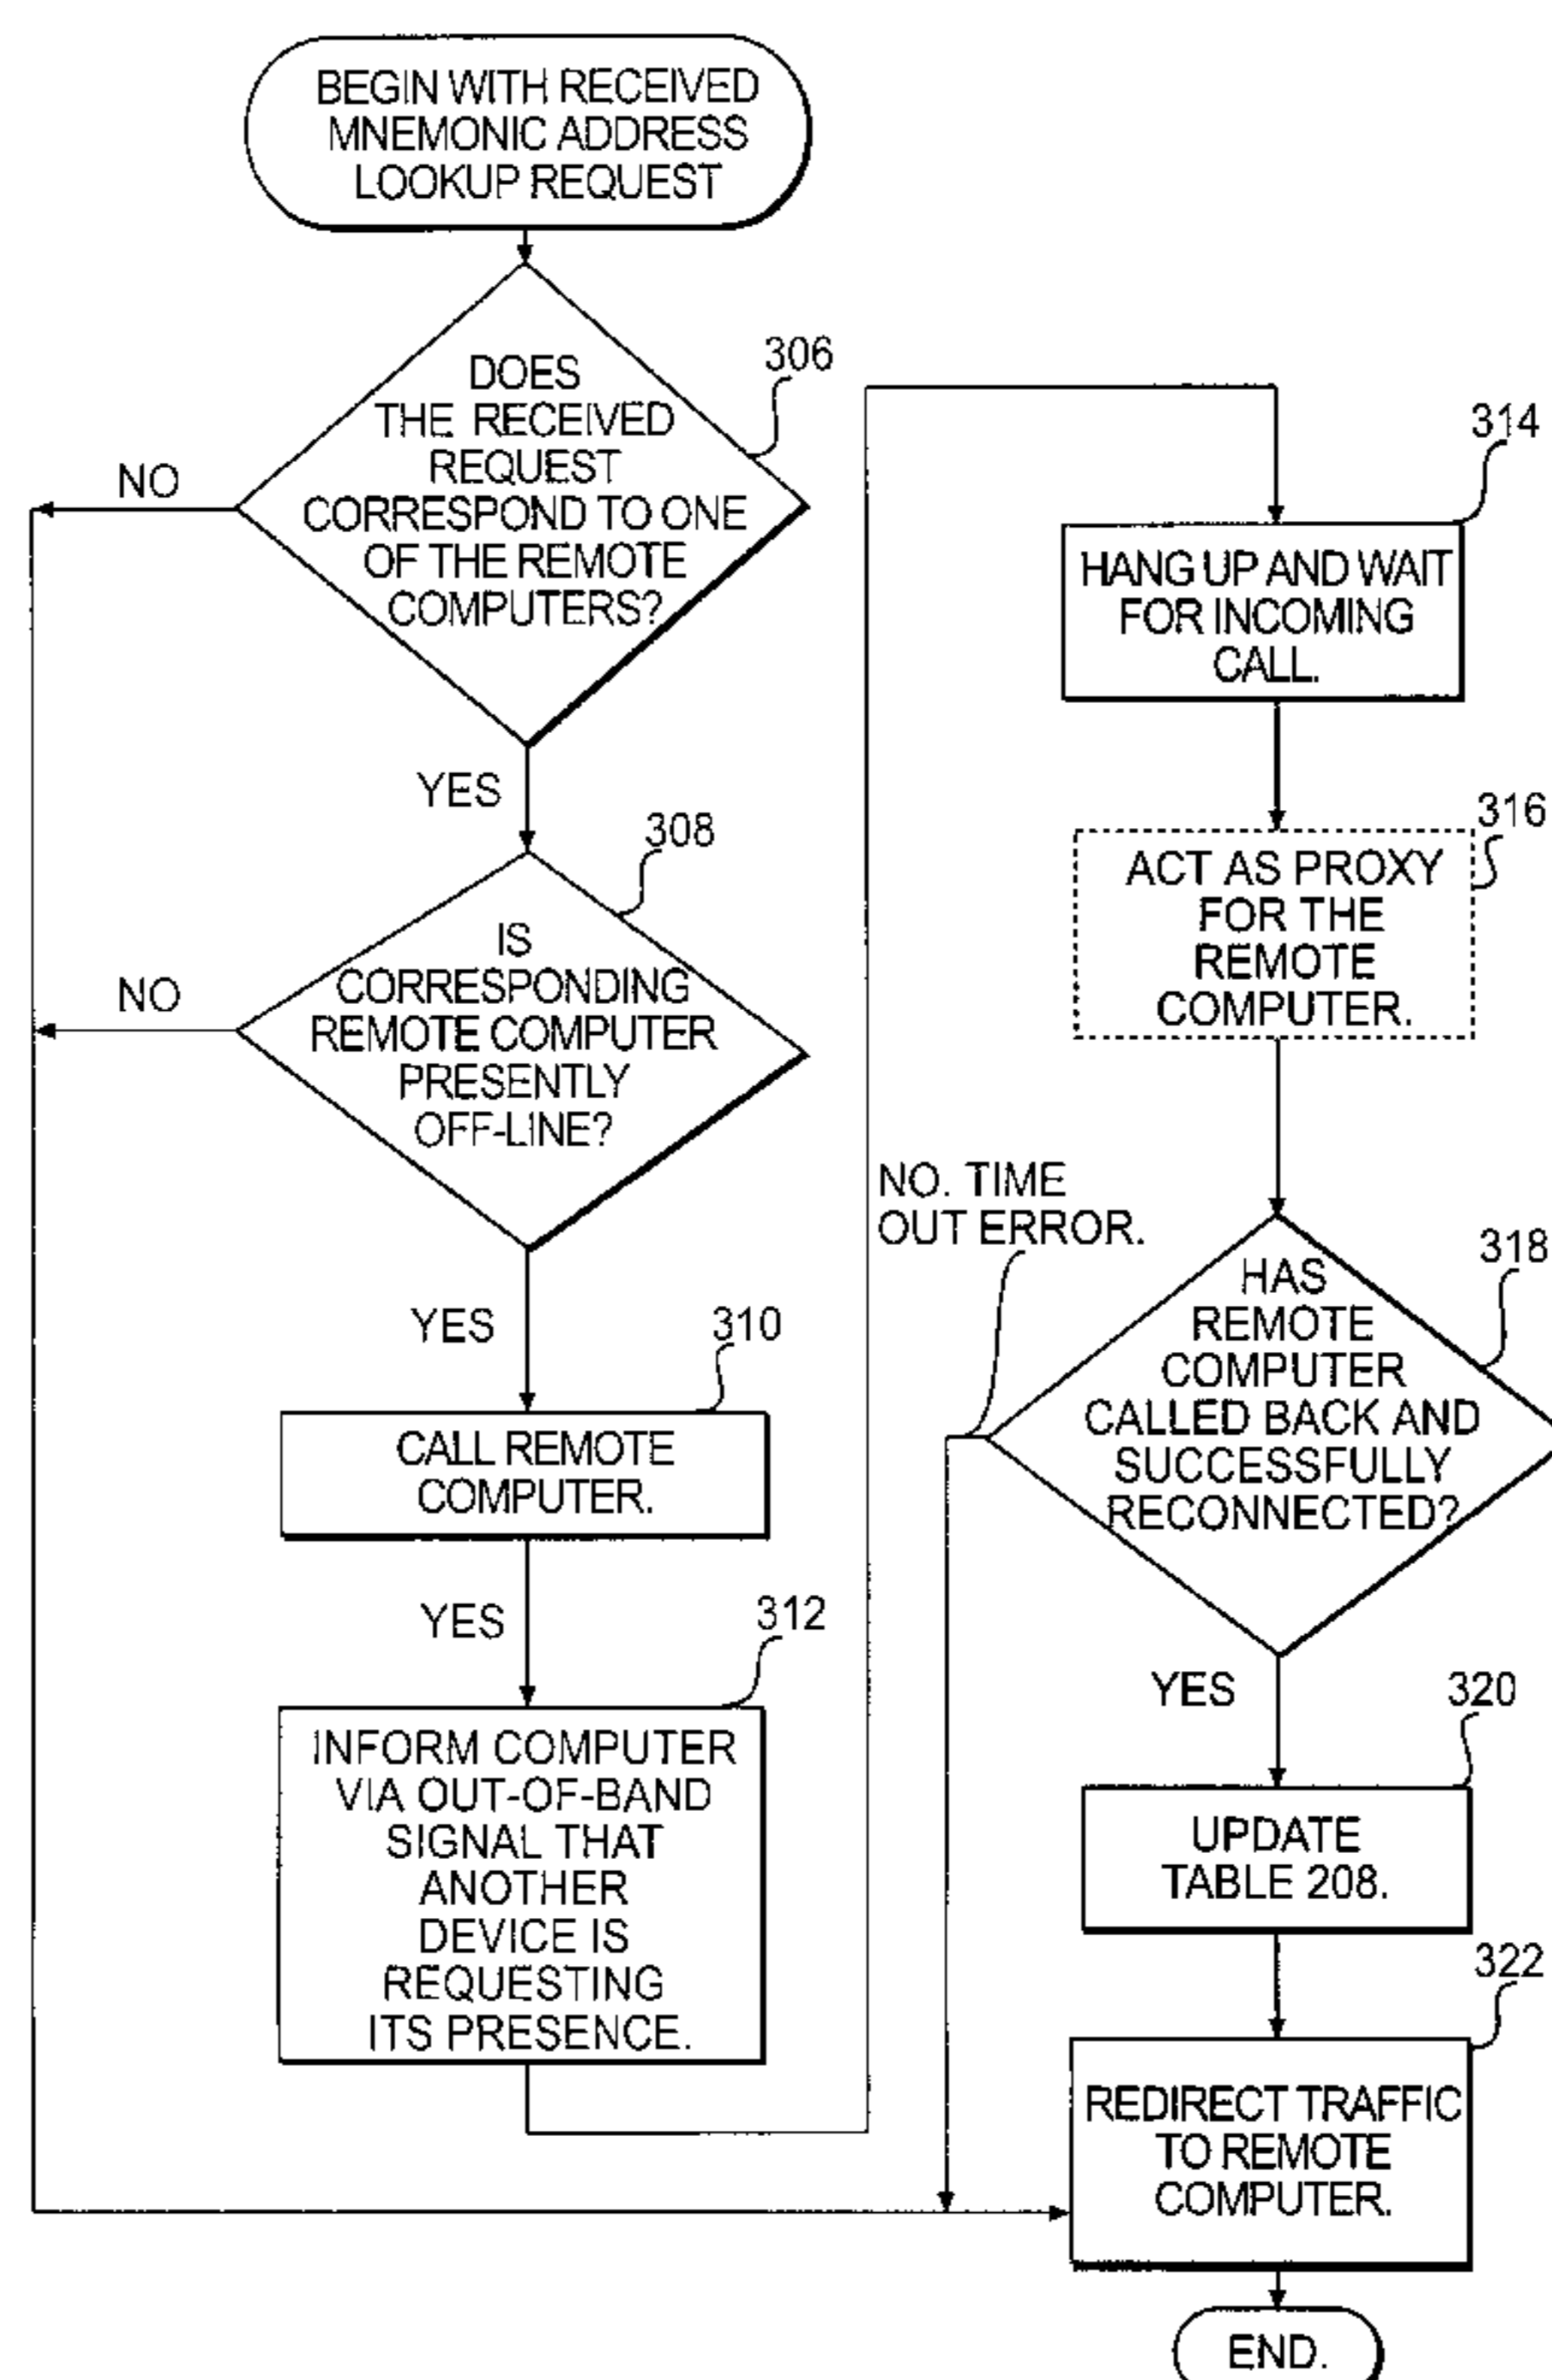 BEGIN WITH RECEIVED
MNEMONIC ADDRESS
LOOKUP REQUEST
306
DOES
THE RECEIVED
REQUEST
CORRESPOND TO ONE
OF THE REMOTE
COMPUTERS?
NO
YES
308
IS
CORRESPONDING
REMOTE COMPUTER
PRESENTLY
OFF-LINE?
NO
YES
310
CALL REMOTE
COMPUTER.
YES
312
INFORM COMPUTER
VIA OUT-OF-BAND
SIGNAL THAT
ANOTHER
DEVICE IS
REQUESTING
ITS PRESENCE.
314
HANG UP AND WAIT
FOR INCOMING
CALL.
316
ACT AS PROXY
FOR THE
REMOTE
COMPUTER.
NO. TIME
OUT ERROR.
318
HAS
REMOTE
COMPUTER
CALLED BACK AND
SUCCESSFULLY
RECONNECTED?
YES
320
UPDATE
TABLE 208.
322
REDIRECT TRAFFIC
TO REMOTE
COMPUTER.
END.